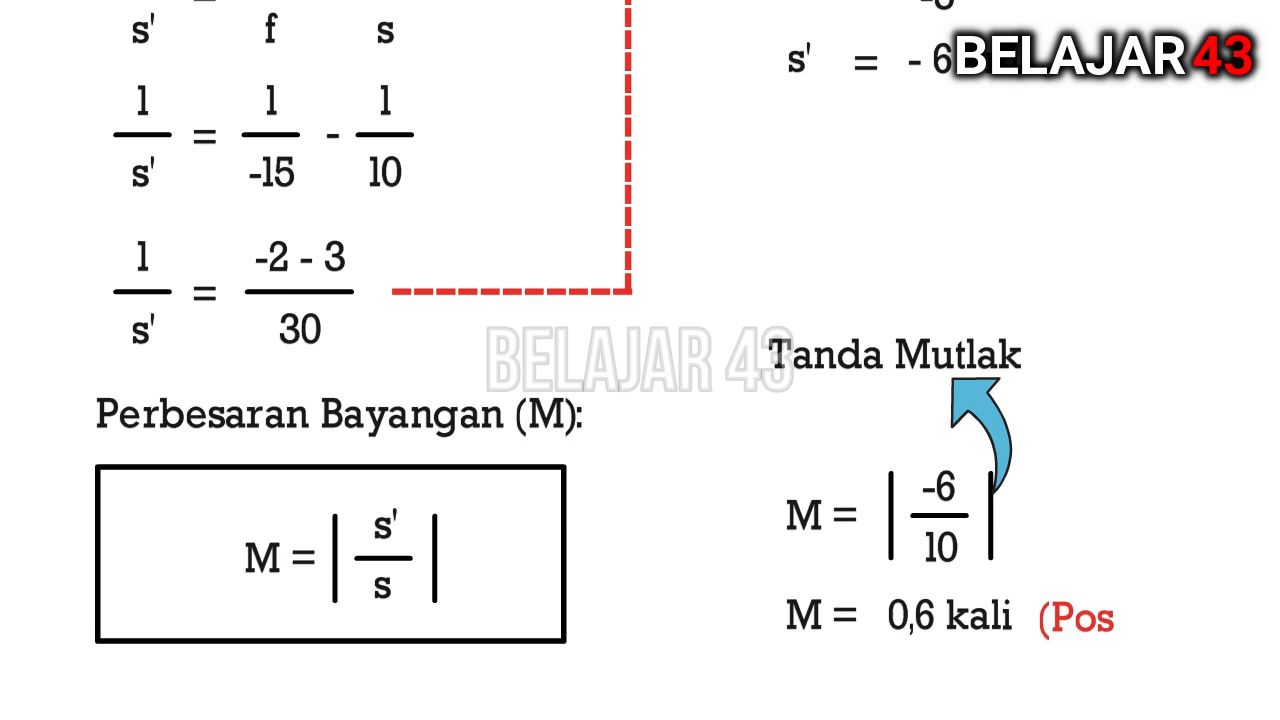 s' f s
1 = 1 - 1
s' -15 10
1 = -2 - 3
s' 30
Perbesaran Bayangan (M):
M = | s' |
s
s' = - 6
BELAJAR 43
BELAJAR 43
Tanda Mutlak
M = | -6 |
10
M = 0,6 kali (Pos